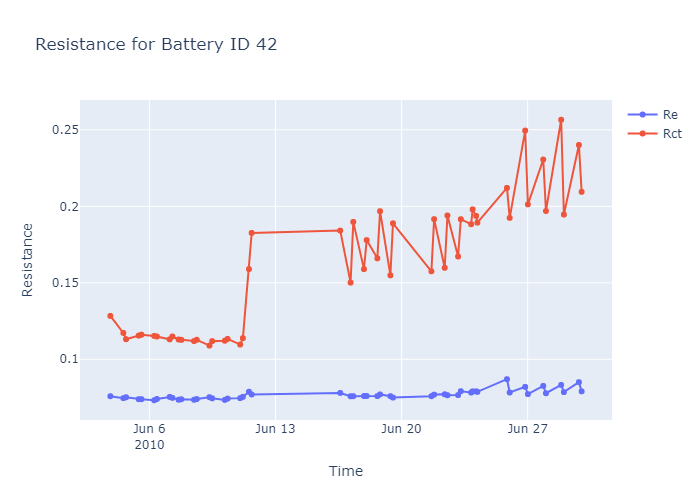 Resistance for Battery ID 42
Re
Rct
0.25
0.2
0.15
0.1
Resistance
Jun 6
2010
Jun 13
Jun 20
Jun 27
Time